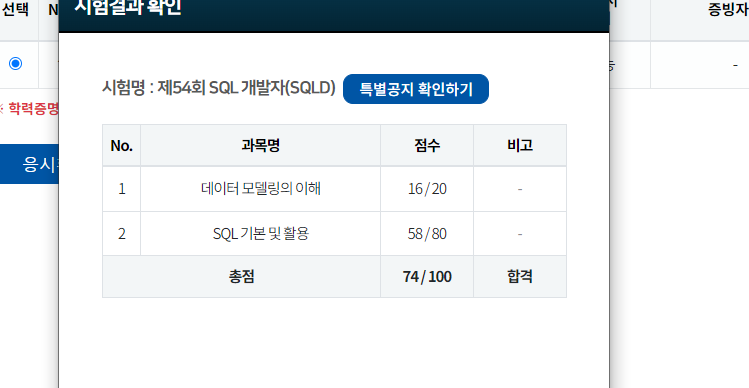 선택
시험결과 확인
증빙자
시험명 : 제54회 SQL 개발자(SQLD) 특별공지 확인하기
※ 학력증명
응시
No. 과목명 점수 비고
1 데이터 모델링의 이해 16 / 20 -
2 SQL 기본 및 활용 58 / 80 -
총점 74 / 100 합격
-